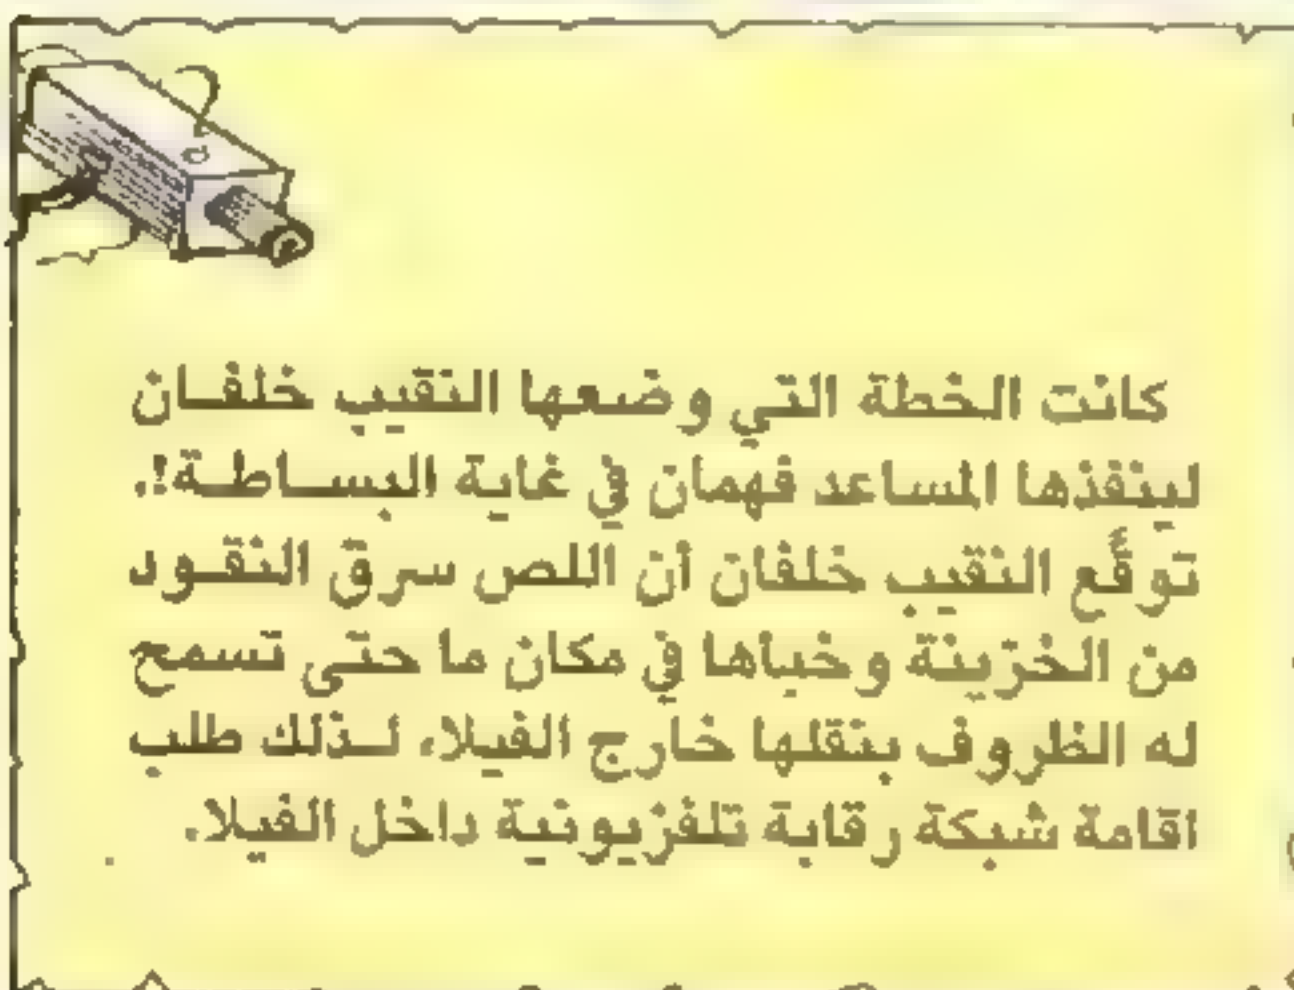 كانت الخطة التي وضعها النقيب خلفان
لينفذها المساعد فهمان في غاية البساطة!.
توقَّع النقيب خلفان أن اللص سرق النقود
من الخزينة وخبأها في مكان ما حتى تسمح
له الظروف بنقلها خارج الفيلا، لذلك طلب
اقامة شبكة رقابة تلفزيونية داخل الفيلا.